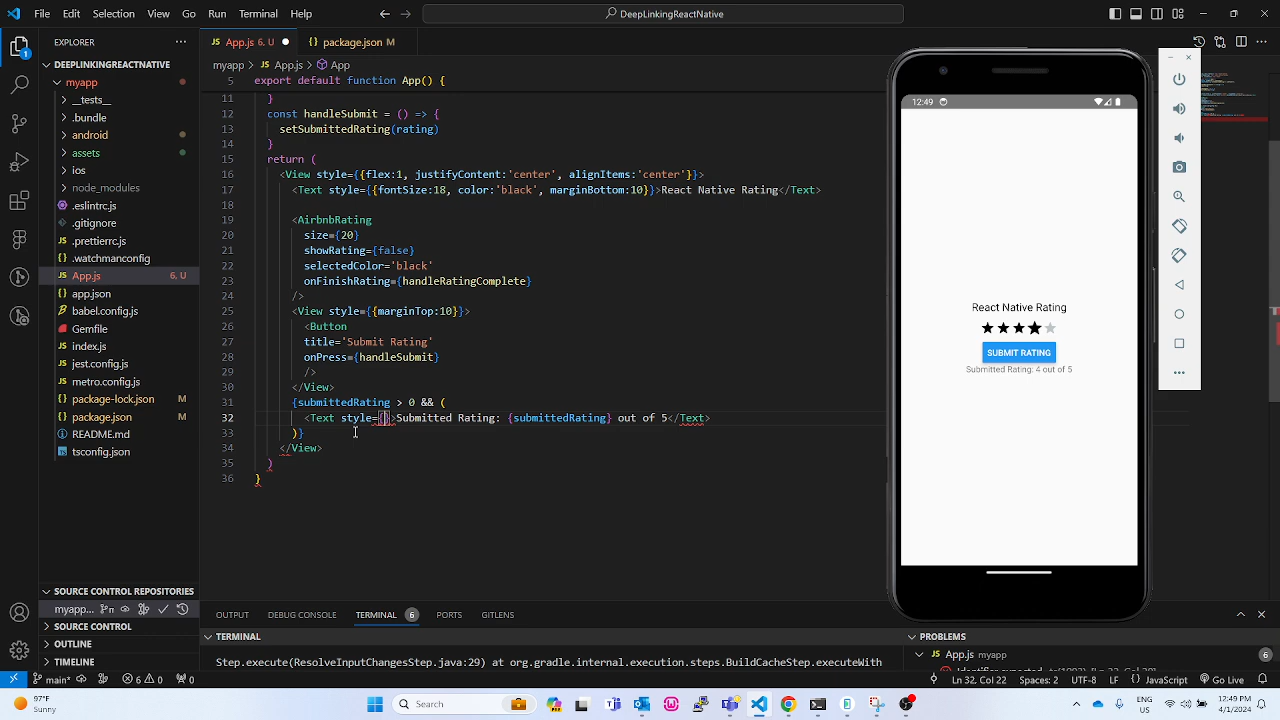 File Edit Selection View Go Run Terminal Help
DeepLinkingReactNative
EXPLORER
DEEPLINKINGREACTNATIVE
myapp
__tests__
.bundle
android
assets
ios
node_modules
.eslintrc.js
.gitignore
.prettierrc.js
.watchmanconfig
App.js 6, U
app.json
babel.config.js
Gemfile
index.js
jest.config.js
metro.config.js
package-lock.json M
package.json M
README.md
tsconfig.json
SOURCE CONTROL REPOSITORIES
myapp...
SOURCE CONTROL
OUTLINE
TIMELINE
App.js 6, U
package.json M
myapp > App.js > App
5 export default function App() {
11 }
12 const handleSubmit = () => {
13 setSubmittedRating(rating)
14 }
15 return (
16 <View style={{flex:1, justifyContent:'center', alignItems:'center'}}>
17 <Text style={{fontSize:18, color:'black', marginBottom:10}}>React Native Rating</Text>
18
19 <AirbnbRating
20 size={20}
21 showRating={false}
22 selectedColor='black'
23 onFinishRating={handleRatingComplete}
24 />
25 <View style={{marginTop:10}}>
26 <Button
27 title='Submit Rating'
28 onPress={handleSubmit}
29 />
30 </View>
31 {submittedRating > 0 && (
32 <Text style={}>Submitted Rating: {submittedRating} out of 5</Text>
33 )}
34 </View>
35 )
36 }
12:49
React Native Rating
SUBMIT RATING
Submitted Rating: 4 out of 5
OUTPUT DEBUG CONSOLE TERMINAL 6 PORTS GITLENS
TERMINAL
Step.execute(ResolveInputChangesStep.java:29) at org.gradle.internal.execution.steps.BuildCacheStep.executeWith
PROBLEMS
App.js myapp 6
main* 6 0 0 Ln 32, Col 22 Spaces: 2 UTF-8 LF {} JavaScript Go Live
97°F
Sunny
Search
ENG
US
12:49 PM
4/1/2024